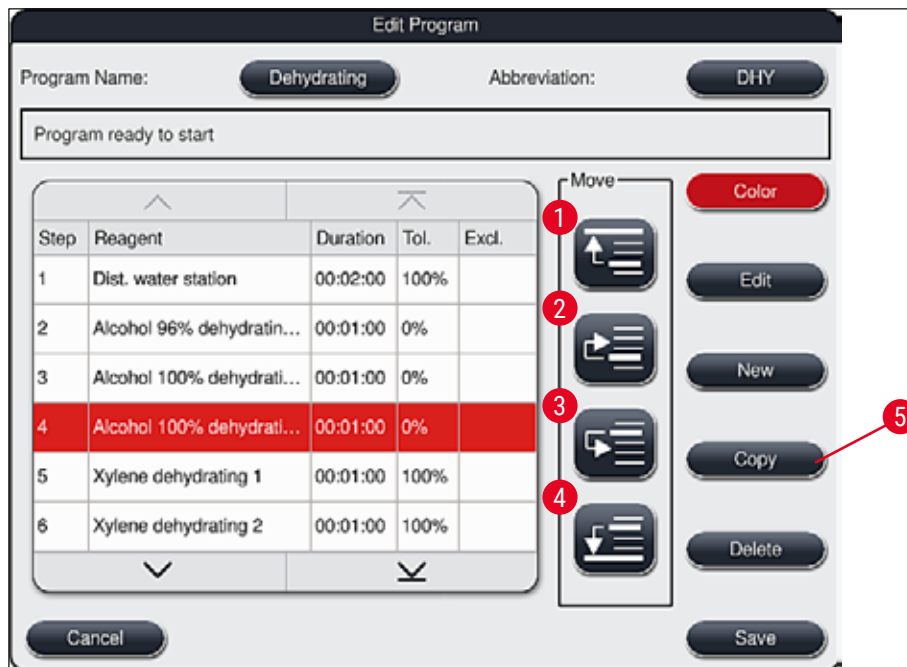 Edit Program
Program Name: Dehydrating Abbreviation: DHY
Program ready to start
Move
Color
1
Step Reagent Duration Tol. Excl.
1 Dist. water station 00:02:00 100%
Edit
2
2 Alcohol 96% dehydratin... 00:01:00 0%
3 Alcohol 100% dehydrati... 00:01:00 0%
New
3
4 Alcohol 100% dehydrati... 00:01:00 0%
5
Copy
5 Xylene dehydrating 1 00:01:00 100%
4
6 Xylene dehydrating 2 00:01:00 100%
Delete
Cancel
Save